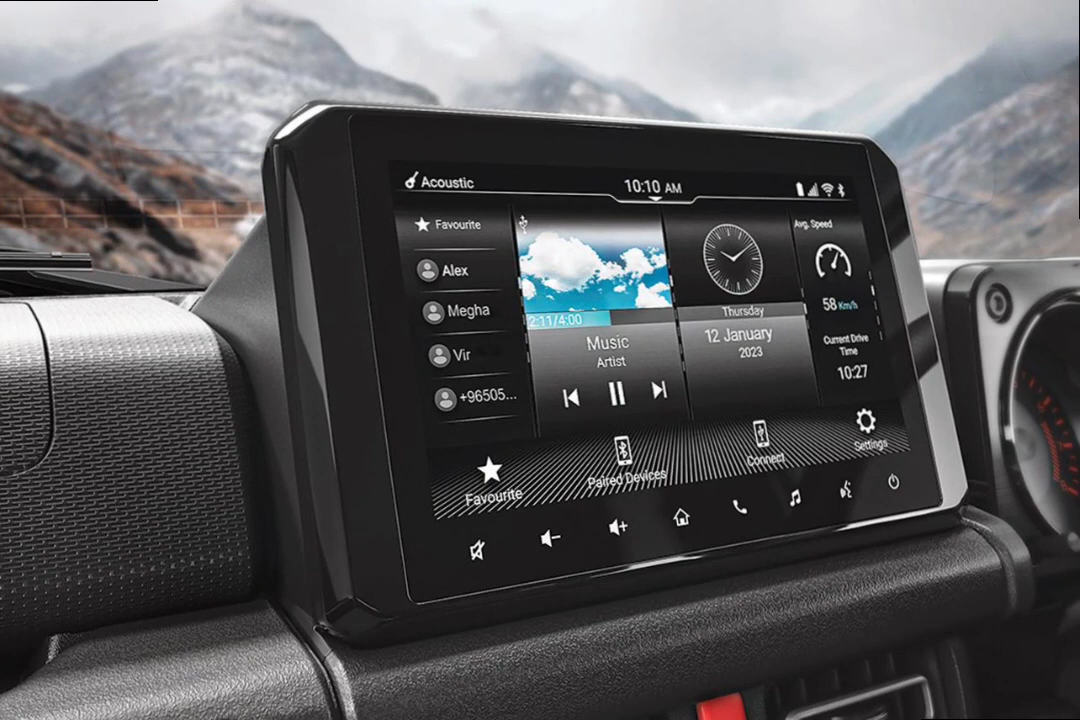 Acoustic
10:10 AM
Favourite
Alex
Megha
Vir
+96505...
2:11/4:00
Music
Artist
Thursday
12 January
2023
Avg. Speed
58 Km/h
Current Drive
Time
10:27
Favourite
Paired Devices
Connect
Settings